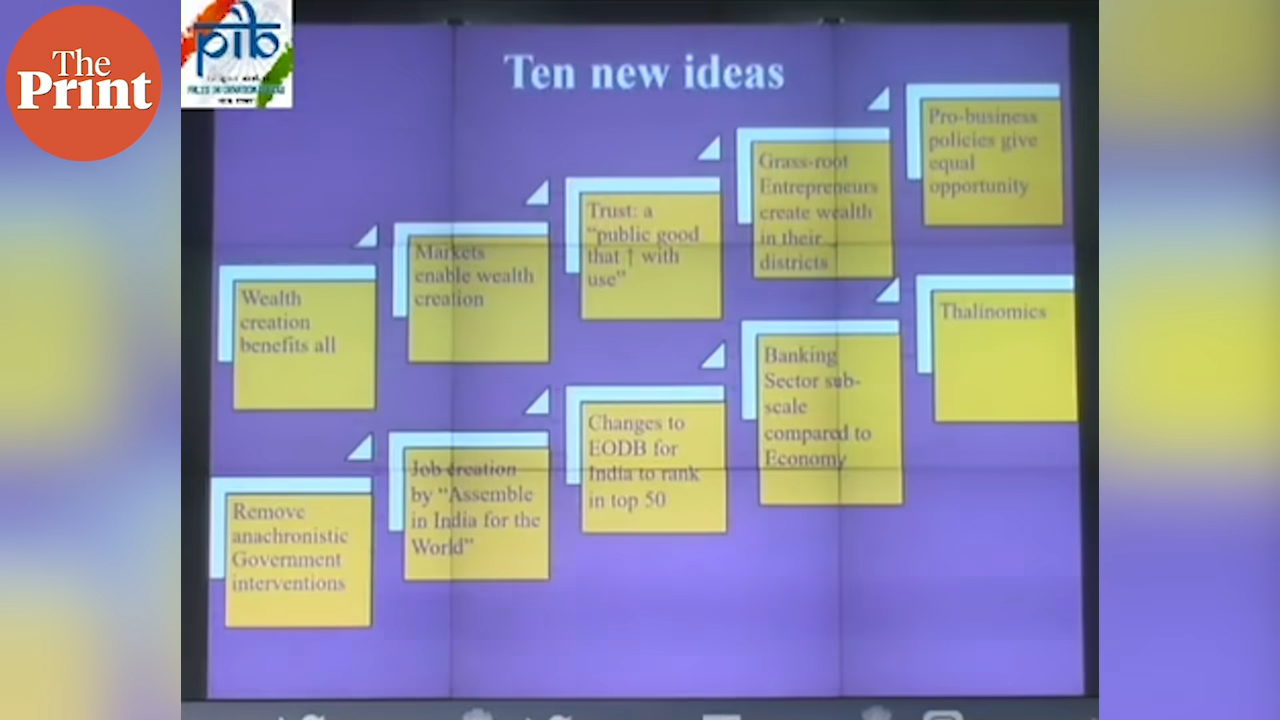 The
Print
pib
Ten new ideas
Wealth
creation
benefits all
Markets
enable wealth
creation
Trust: a
“public good
that ↑ with
use”
Grass-root
Entrepreneurs
create wealth
in their
districts
Pro-business
policies give
equal
opportunity
Remove
anachronistic
Government
interventions
Job creation
by “Assemble
in India for the
World”
Changes to
EODB for
India to rank
in top 50
Banking
Sector sub-
scale
compared to
Economy
Thalinomics